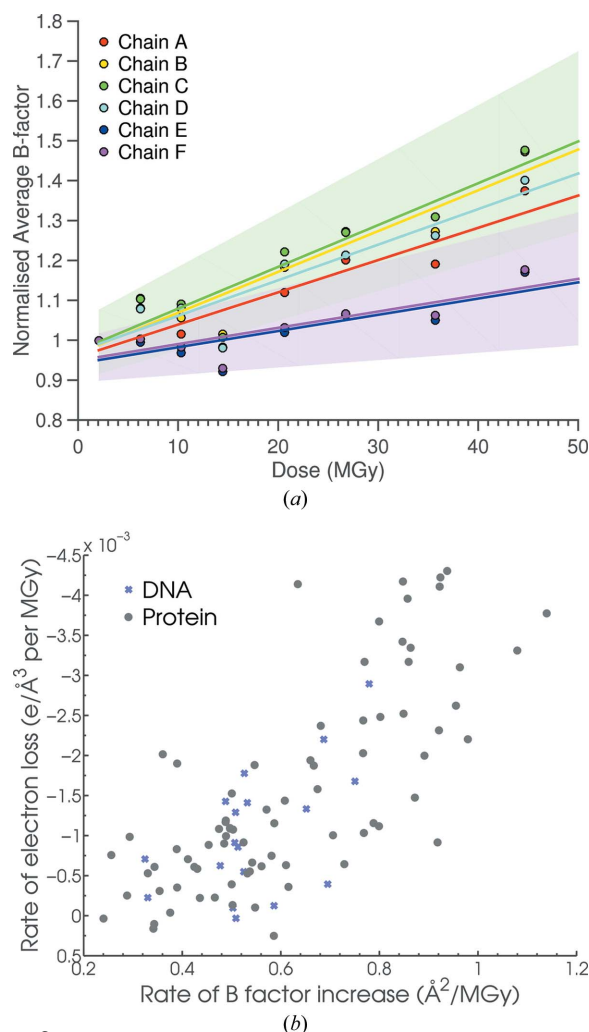 1.8
1.7
1.6
1.5
1.4
1.3
1.2
1.1
1
0.9
0.8
Normalised Average B-factor
Chain A
Chain B
Chain C
Chain D
Chain E
Chain F
0 10 20 30 40 50
Dose (MGy)
(a)
x 10⁻³
−4.5
−4
−3.5
−3
−2.5
−2
−1.5
−1
−0.5
0
0.5
Rate of electron loss (e/Å³ per MGy)
DNA
Protein
0.2 0.4 0.6 0.8 1 1.2
Rate of B factor increase (Å²/MGy)
(b)